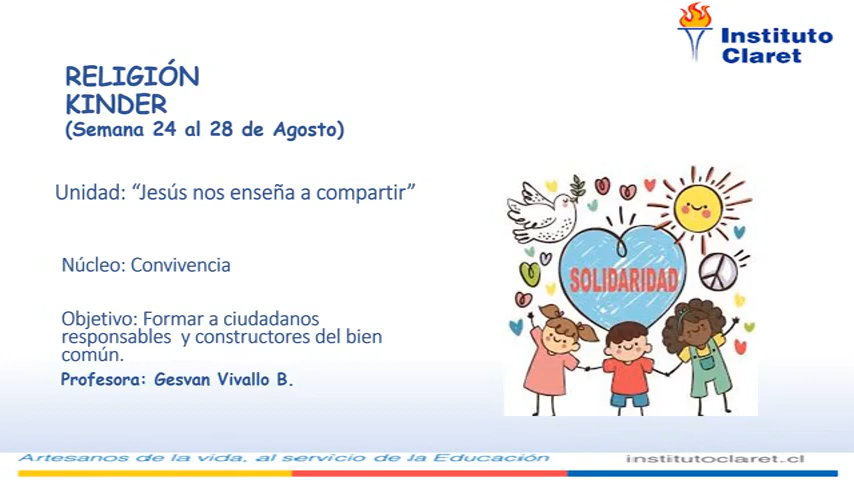 Instituto
Claret
RELIGIÓN
KINDER
(Semana 24 al 28 de Agosto)
Unidad: “Jesús nos enseña a compartir”
Núcleo: Convivencia
Objetivo: Formar a ciudadanos
responsables y constructores del bien
común.
Profesora: Gesvan Vivallo B.
SOLIDARIDAD
Artesanos de la vida, al servicio de la Educación
institutoclaret.cl